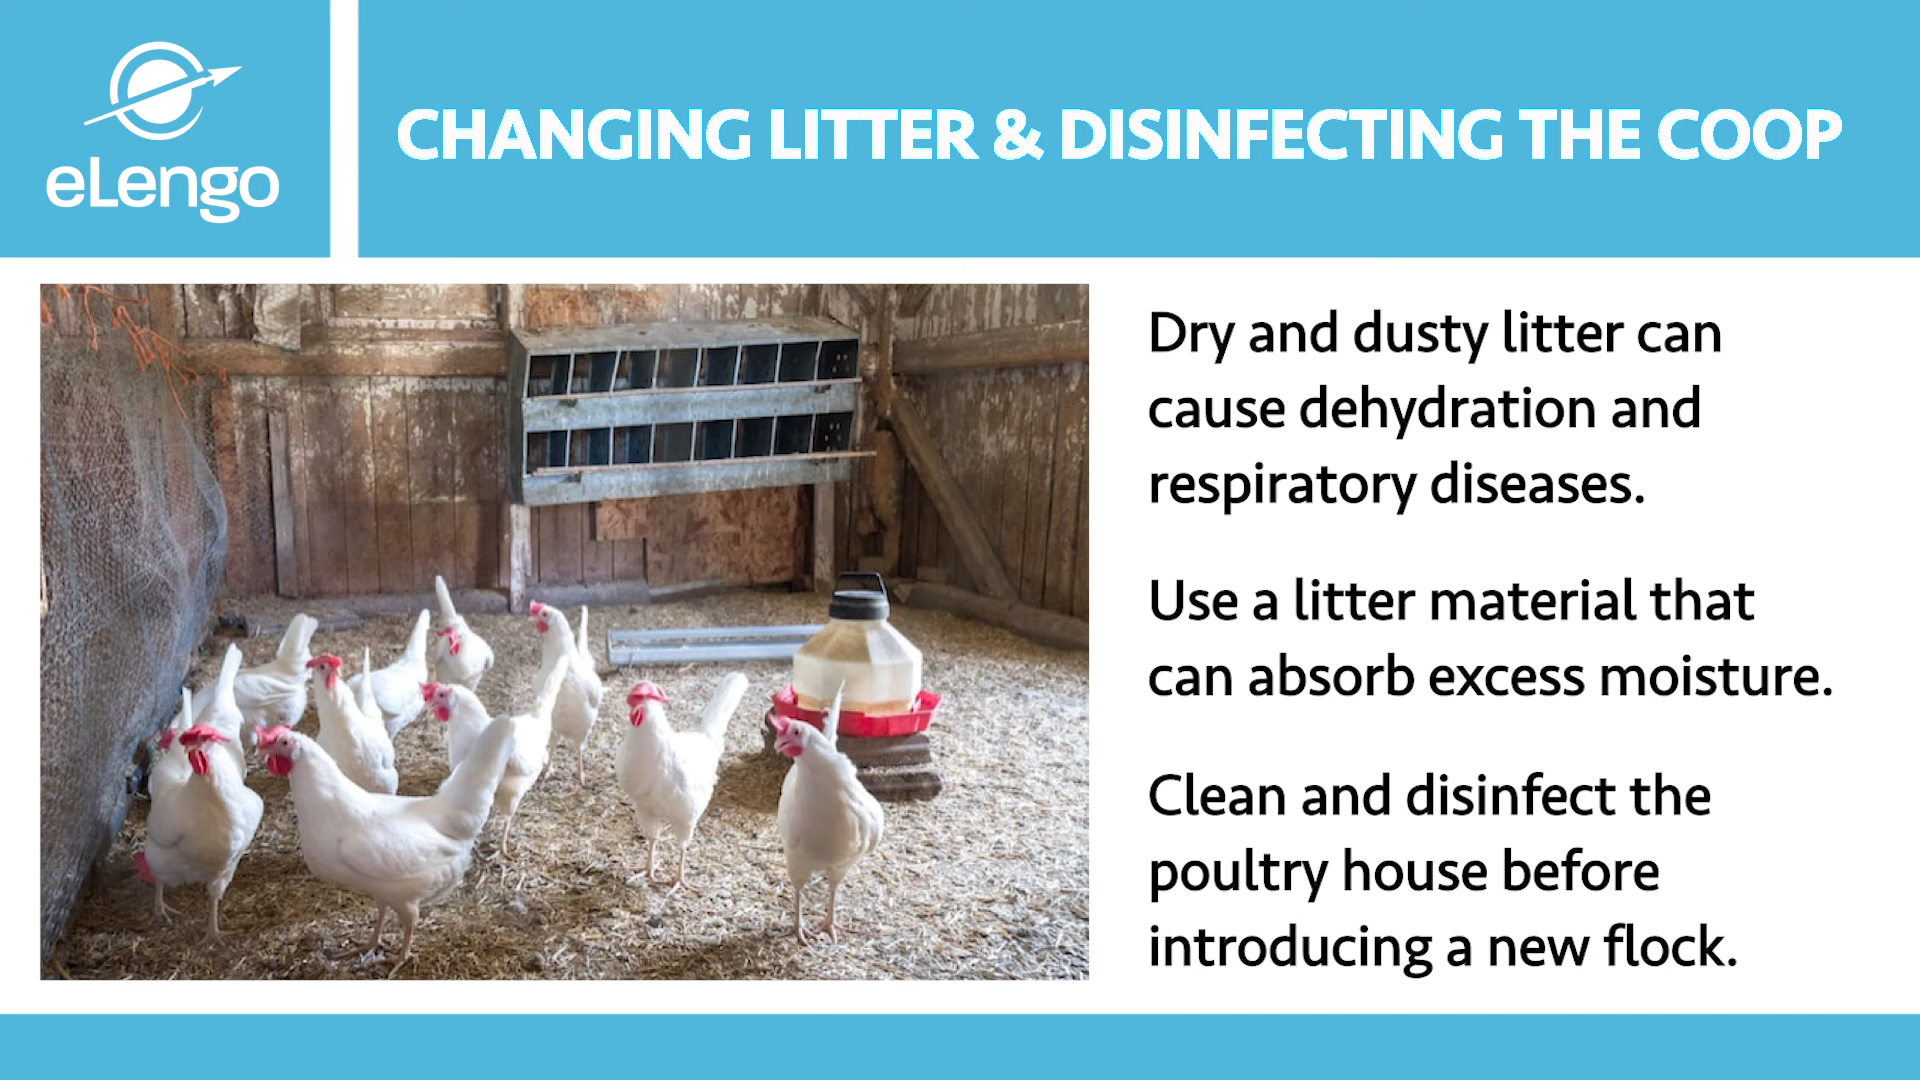 eLengo
CHANGING LITTER & DISINFECTING THE COOP
Dry and dusty litter can
cause dehydration and
respiratory diseases.
Use a litter material that
can absorb excess moisture.
Clean and disinfect the
poultry house before
introducing a new flock.